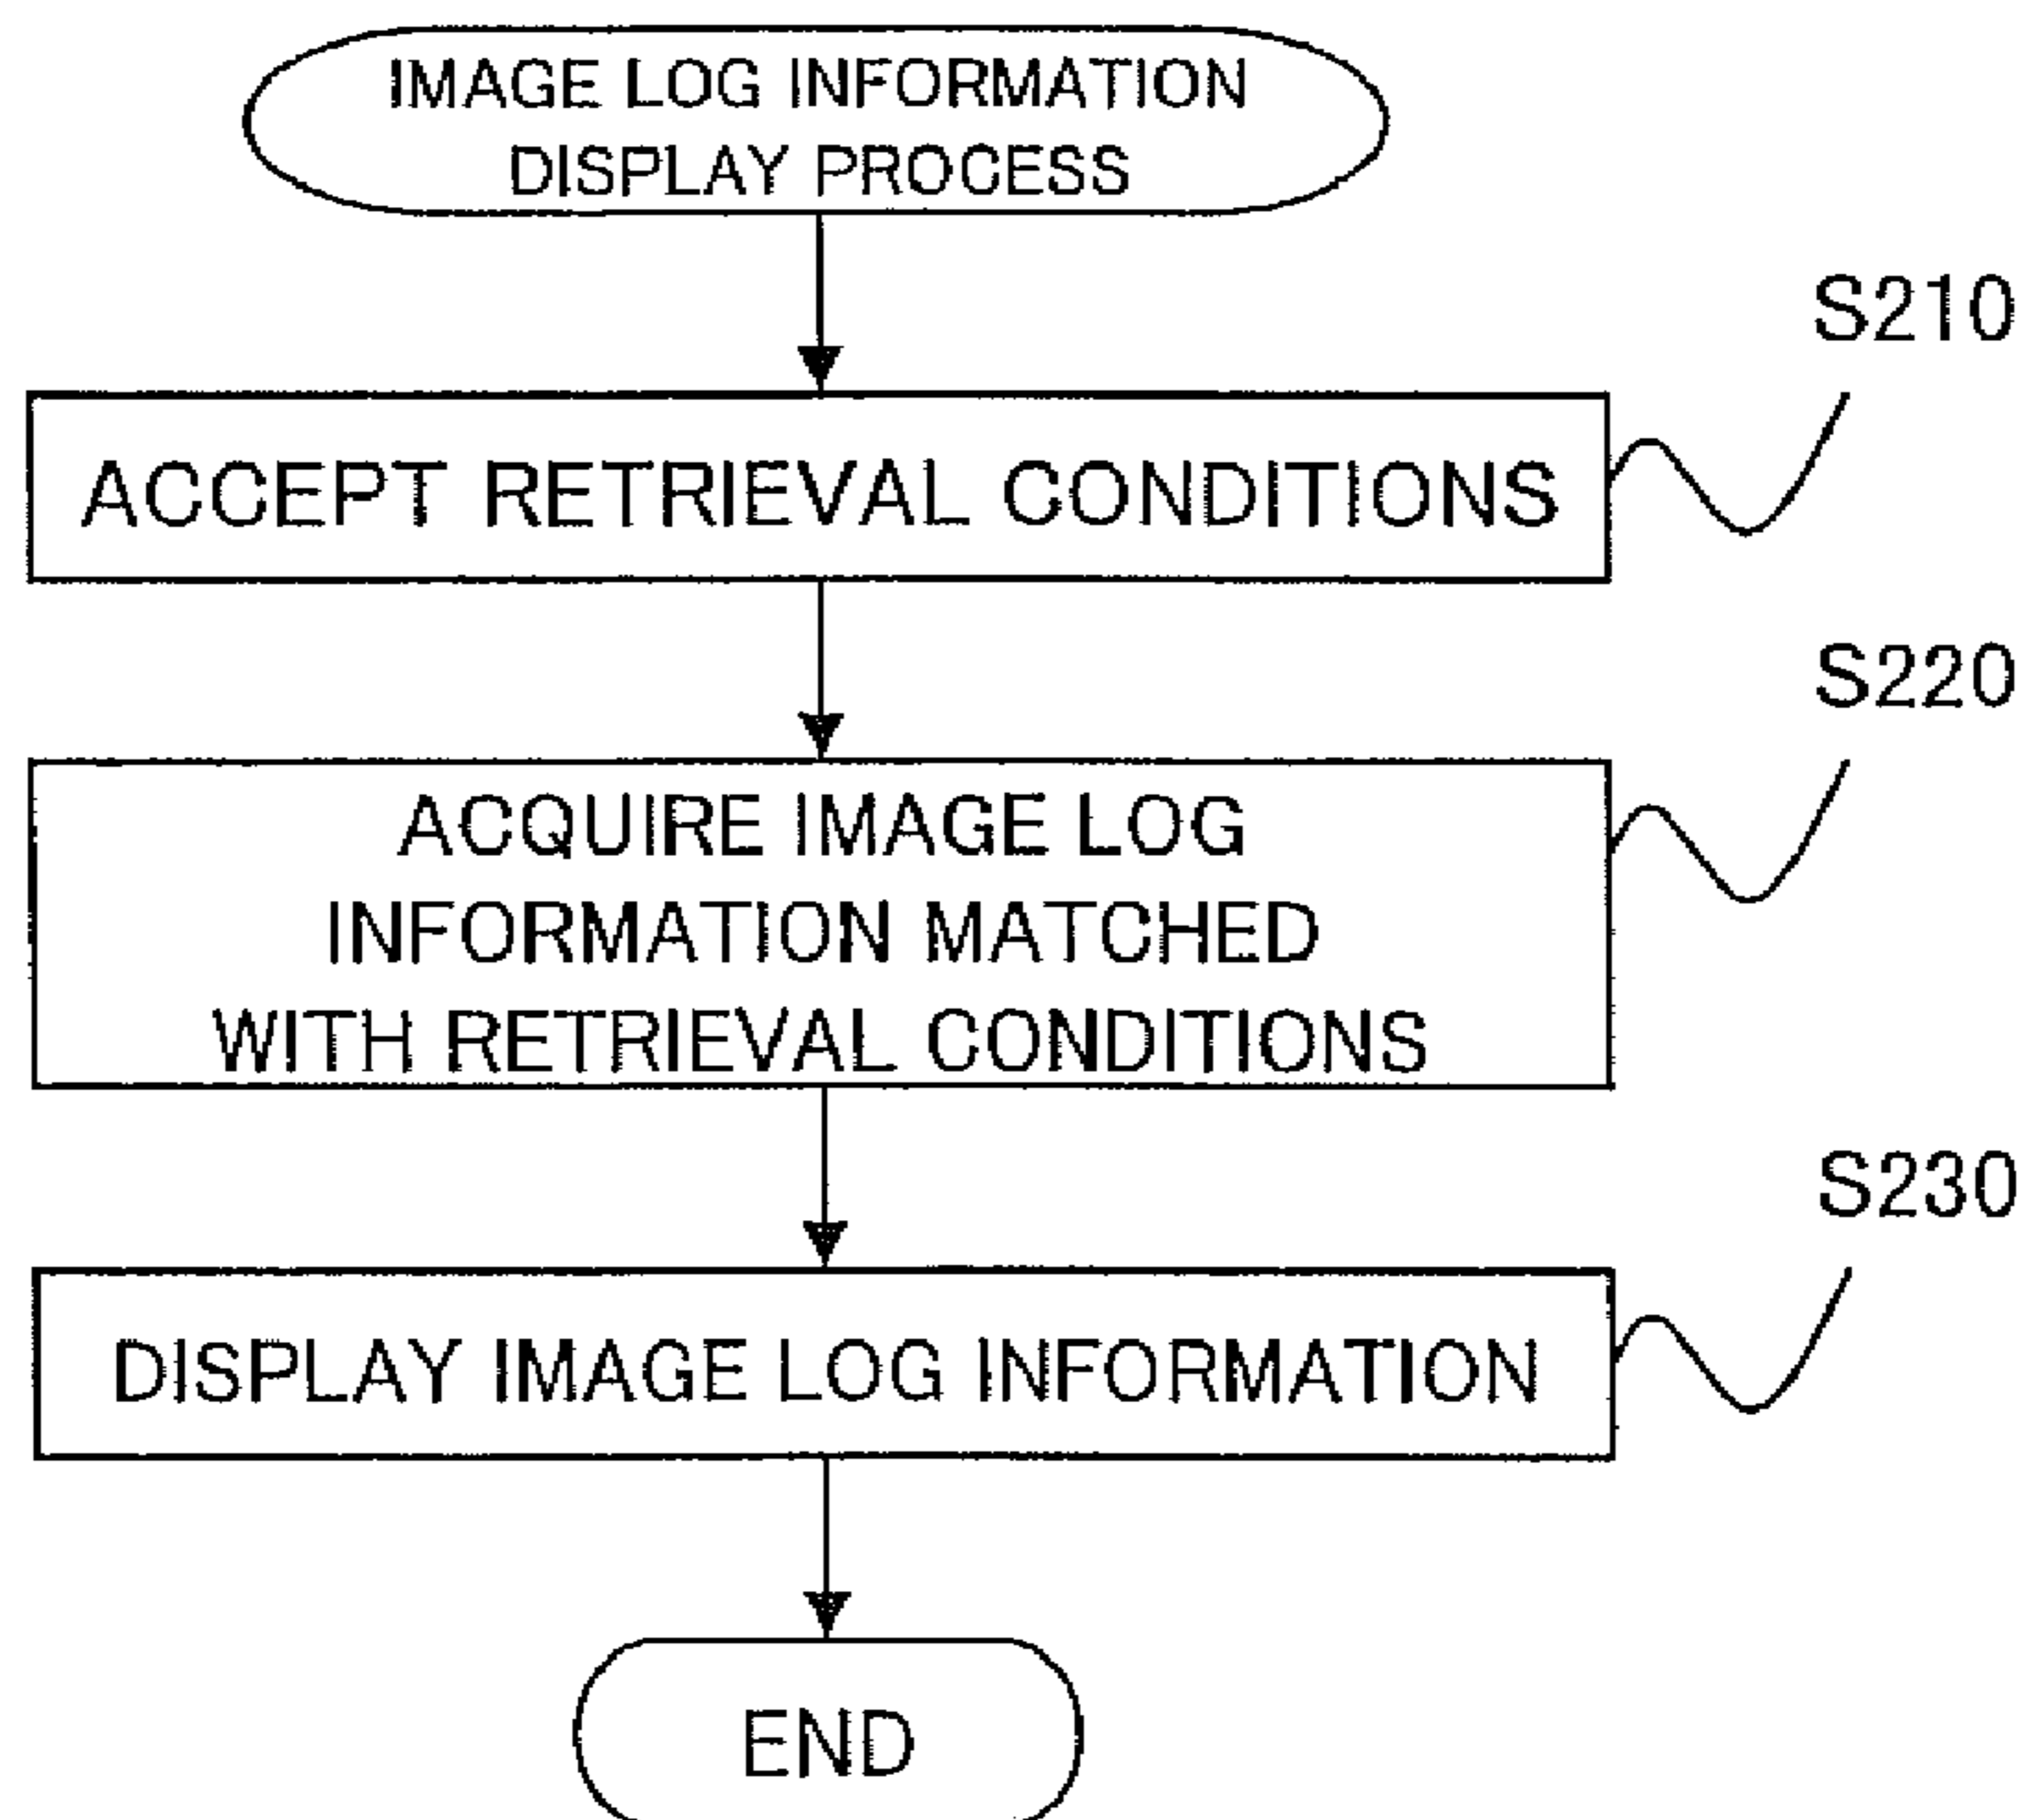 IMAGE LOG INFORMATION
DISPLAY PROCESS
S210
ACCEPT RETRIEVAL CONDITIONS
S220
ACQUIRE IMAGE LOG
INFORMATION MATCHED
WITH RETRIEVAL CONDITIONS
S230
DISPLAY IMAGE LOG INFORMATION
END